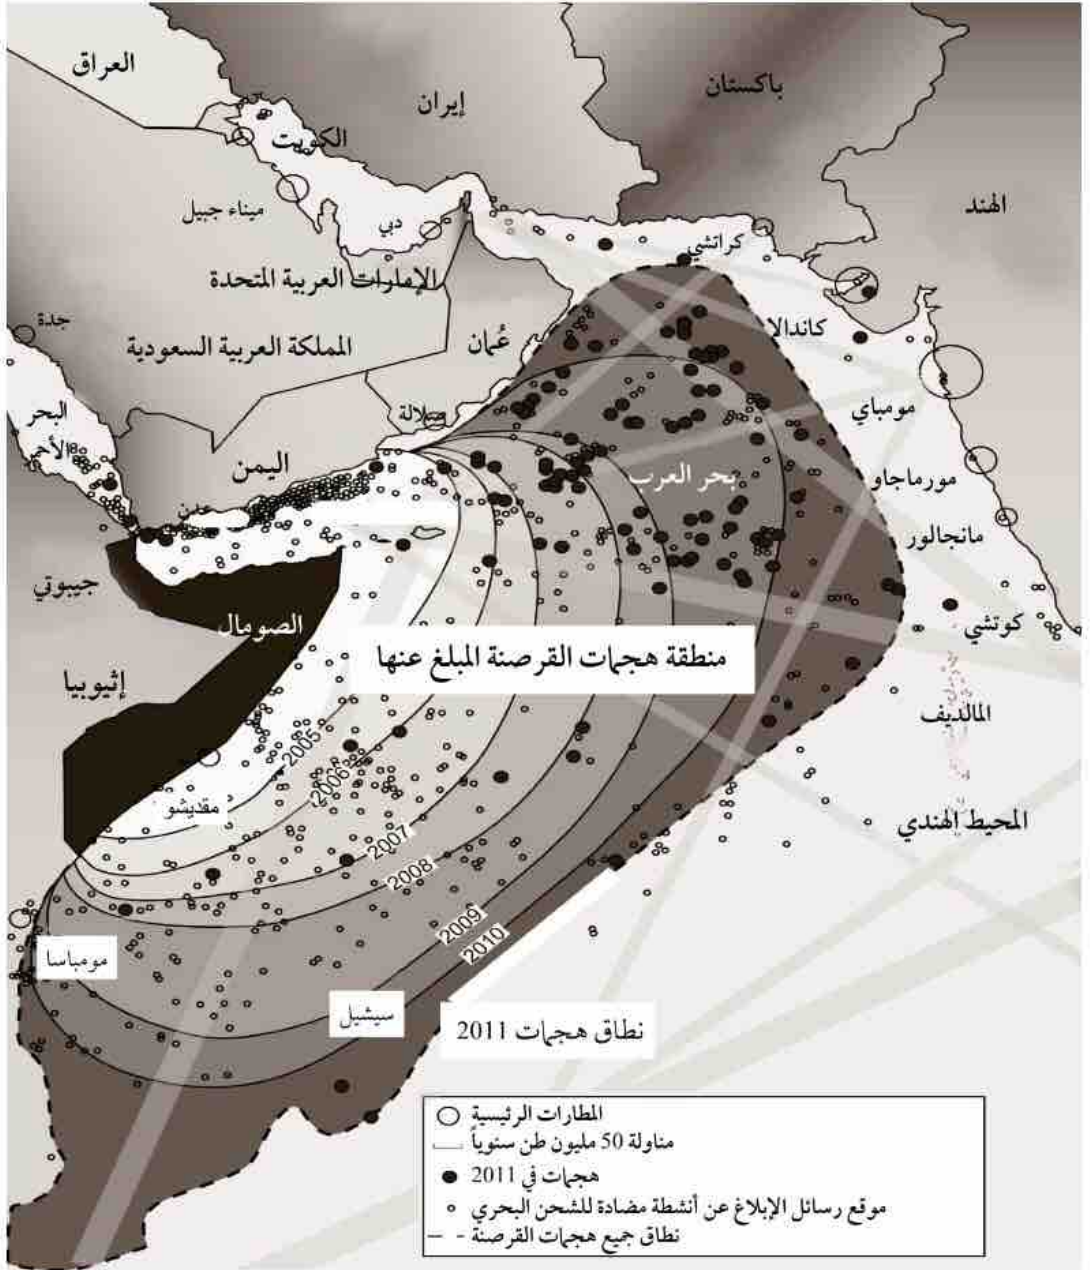 العراق
إيران
باكستان
الكويت
الهند
ميناء جبيل
دبي
كراتشي
الإمارات العربية المتحدة
جدة
عُمان
كاندالا
المملكة العربية السعودية
صلالة
مومباي
البحر
الأحمر
اليمن
بحر العرب
مورماجاو
عدن
مانجالور
جيبوتي
الصومال
كوتشي
منطقة هجمات القرصنة المبلغ عنها
إثيوبيا
المالديف
2005
2006
مقديشو
المحيط الهندي
2007
2008
2009
2010
مومباسا
سيشيل
نطاق هجمات 2011
المطارات الرئيسية
مناولة 50 مليون طن سنوياً
هجمات في 2011
موقع رسائل الإبلاغ عن أنشطة مضادة للشحن البحري
نطاق جميع هجمات القرصنة